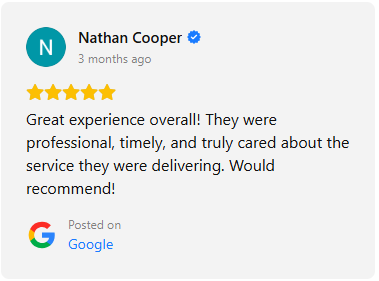 N
Nathan Cooper
3 months ago
Great experience overall! They were
professional, timely, and truly cared about the
service they were delivering. Would
recommend!
G
Posted on
Google